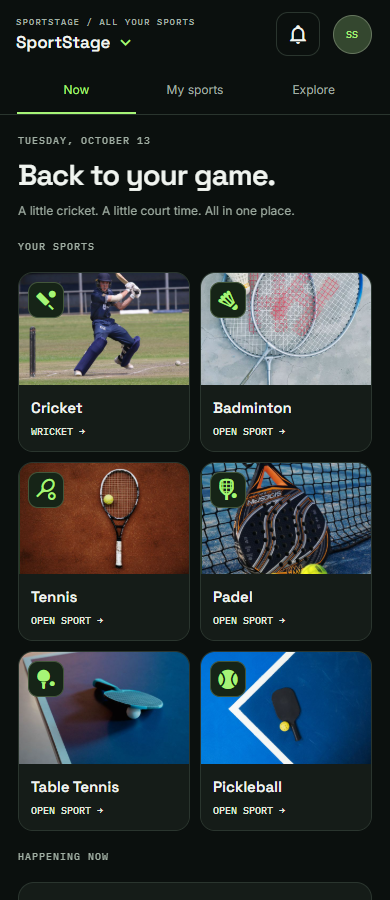 SPORTSTAGE / ALL YOUR SPORTS
SportStage
SS
Now
My sports
Explore
TUESDAY, OCTOBER 13
Back to your game.
A little cricket. A little court time. All in one place.
YOUR SPORTS
Cricket
WRICKET →
Badminton
OPEN SPORT →
Tennis
OPEN SPORT →
Padel
OPEN SPORT →
Table Tennis
OPEN SPORT →
Pickleball
OPEN SPORT →
HAPPENING NOW